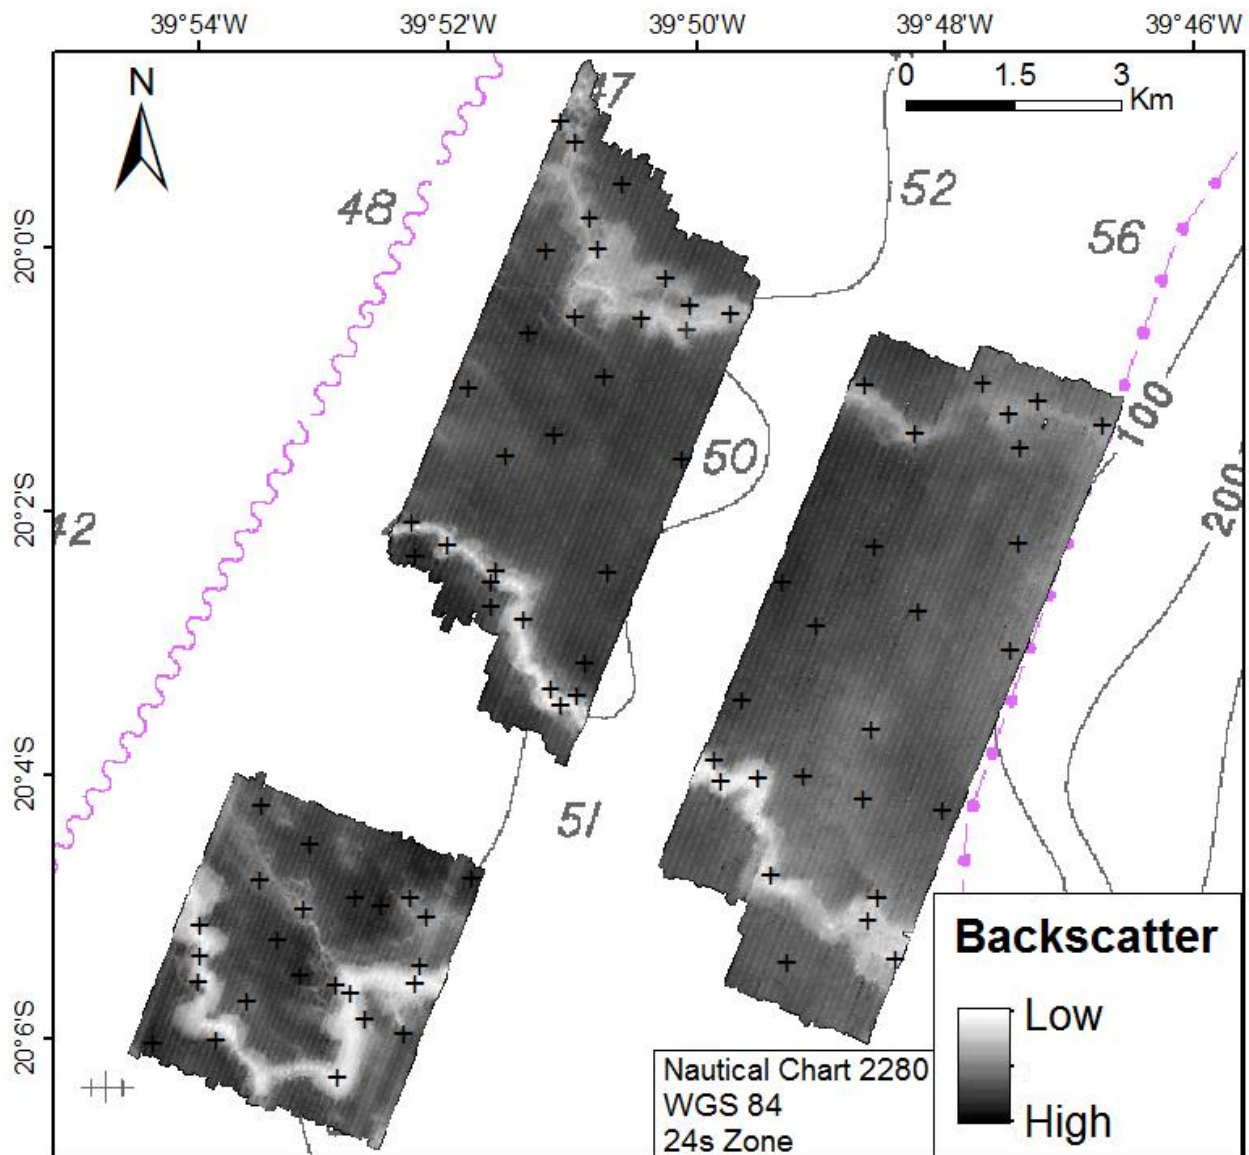 39°54'W 39°52'W 39°50'W 39°48'W 39°46'W
N
47
0 1.5 3
Km
48
52
56
20°0'S
100
50
200
20°2'S
42
20°4'S
51
Backscatter
Low
High
20°6'S
Nautical Chart 2280
WGS 84
24s Zone